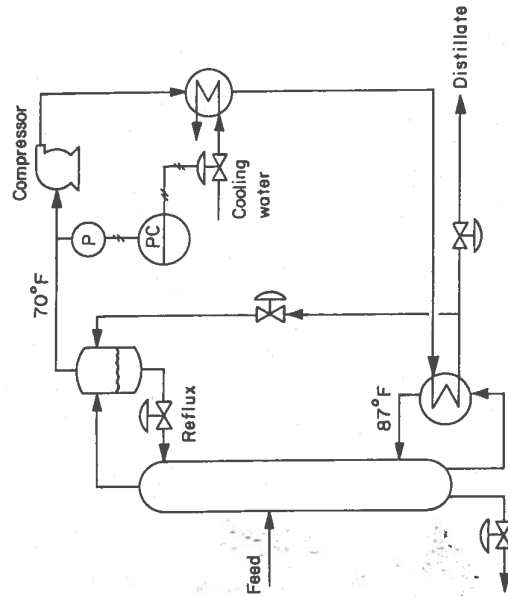 Compressor
70°F
P
PC
Cooling
water
Reflux
87°F
Feed
Distillate